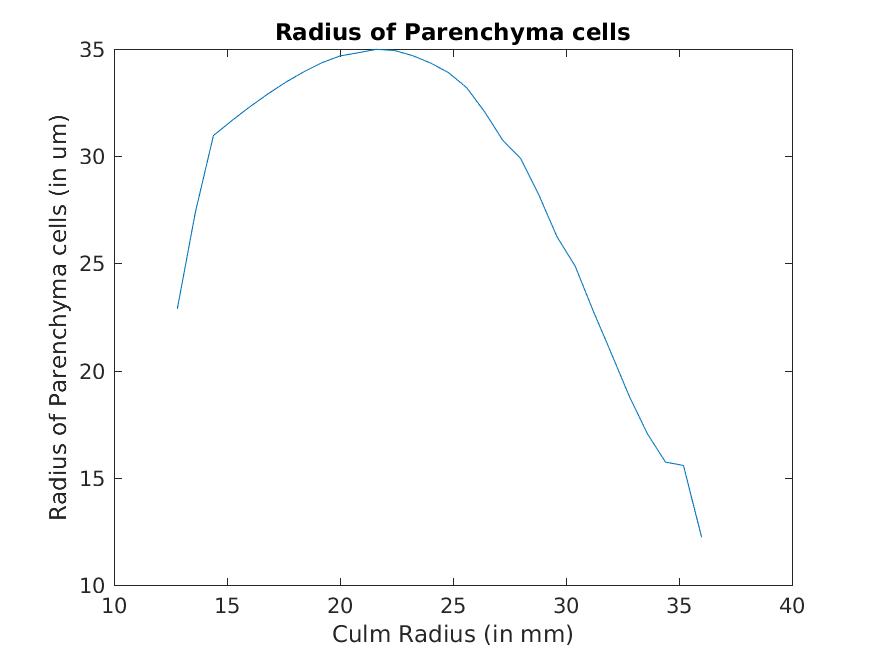 Radius of Parenchyma cells
Radius of Parenchyma cells (in um)
35
30
25
20
15
10
10 15 20 25 30 35 40
Culm Radius (in mm)